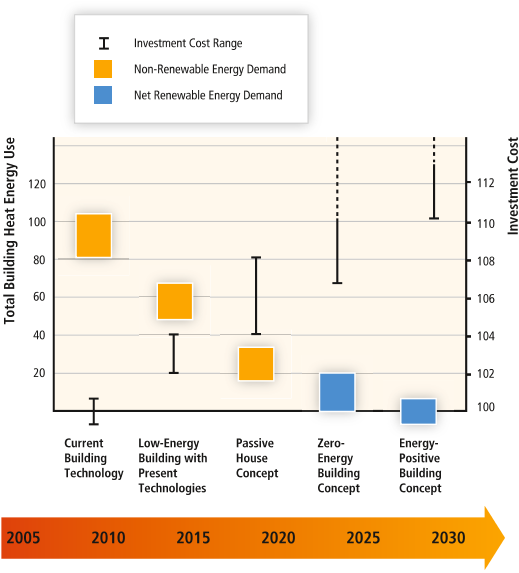 Investment Cost Range
Non-Renewable Energy Demand
Net Renewable Energy Demand
Total Building Heat Energy Use
120
100
80
60
40
20
Investment Cost
112
110
108
106
104
102
100
Current
Building
Technology
Low-Energy
Building with
Present
Technologies
Passive
House
Concept
Zero-
Energy
Building
Concept
Energy-
Positive
Building
Concept
2005 2010 2015 2020 2025 2030